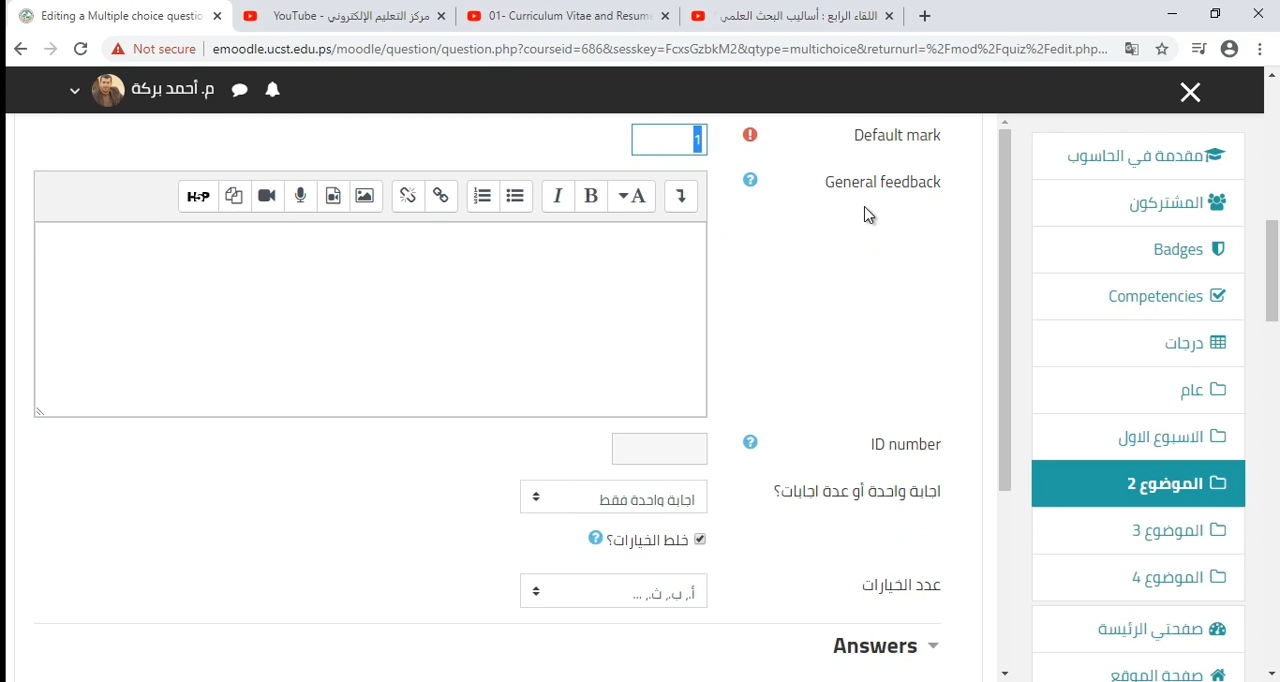 Editing a Multiple choice questio
YouTube - مركز التعليم الإلكتروني
01- Curriculum Vitae and Resume
اللقاء الرابع : أساليب البحث العلمي
Not secure
emoodle.ucst.edu.ps/moodle/question/question.php?courseid=686&sesskey=FcxsGzbkM2&qtype=multichoice&returnurl=%2Fmod%2Fquiz%2Fedit.php...
م. أحمد بركة
Default mark
1
General feedback
H-P
I
B
A
ID number
اجابة واحدة أو عدة اجابات؟
اجابة واحدة فقط
خلط الخيارات؟
عدد الخيارات
أ., ب., ث., ...
Answers
مقدمة في الحاسوب
المشتركون
Badges
Competencies
درجات
عام
الاسبوع الاول
الموضوع 2
الموضوع 3
الموضوع 4
صفحتي الرئيسة
صفحة الموقع